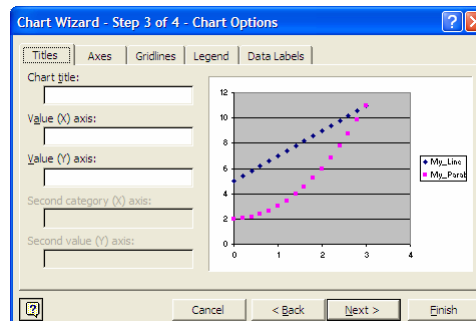 Chart Wizard - Step 3 of 4 - Chart Options
Titles Axes Gridlines Legend Data Labels
Chart title:
Value (X) axis:
Value (Y) axis:
Second category (X) axis:
Second value (Y) axis:
12
10
8
6
4
2
0
0 1 2 3 4
My_Line
My_Parab
Cancel < Back Next > Finish